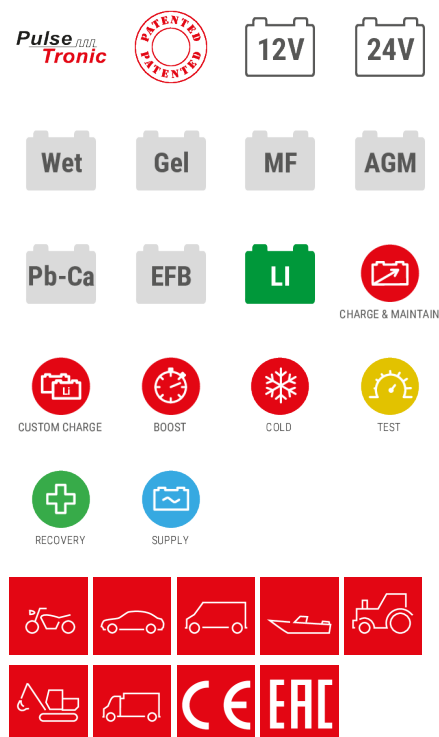 Pulse
Tronic
PATENTED
PATENTED
12V
24V
Wet
Gel
MF
AGM
Pb-Ca
EFB
LI
CHARGE & MAINTAIN
Li
CUSTOM CHARGE
BOOST
COLD
TEST
RECOVERY
SUPPLY
CE
EAC